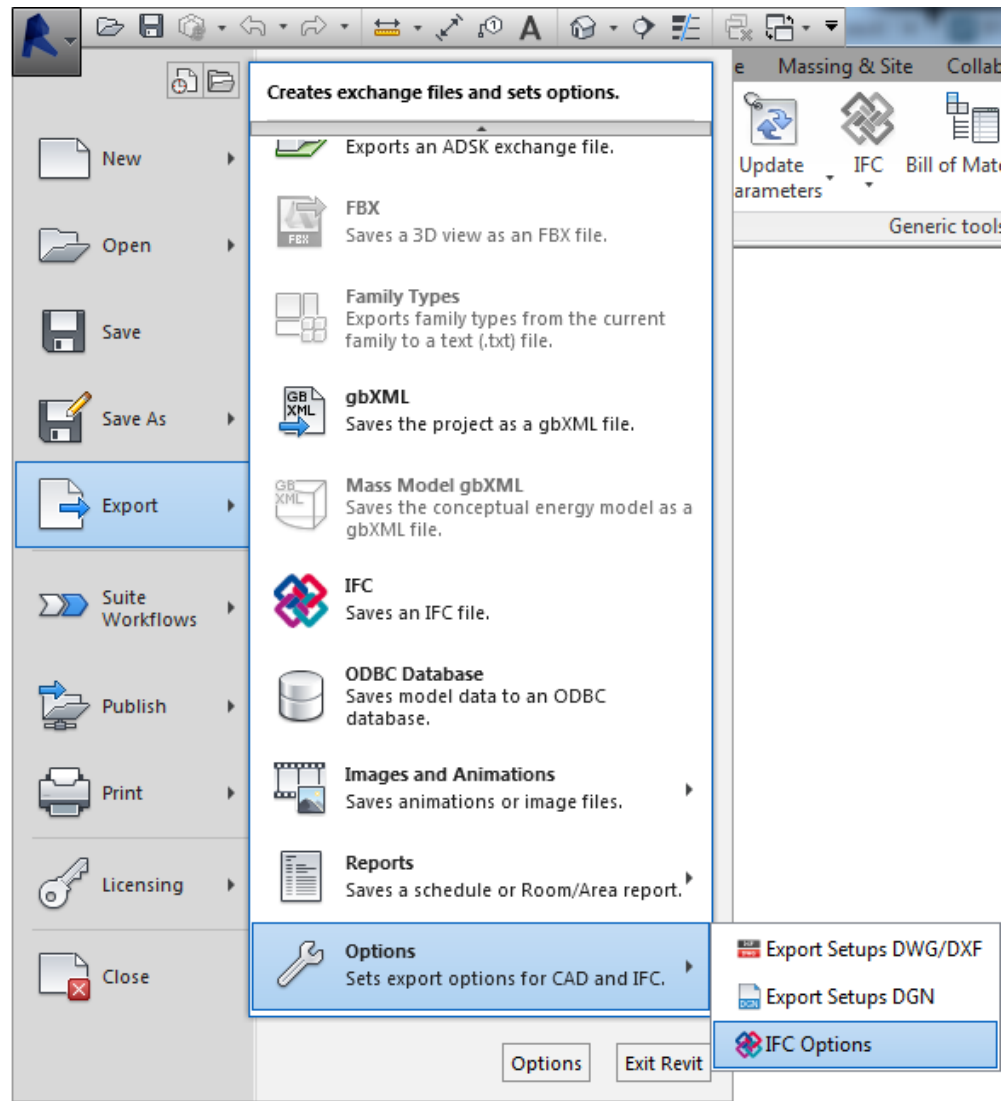 A
e Massing & Site Collab
Creates exchange files and sets options.
Exports an ADSK exchange file.
Update
arameters
IFC
Bill of Mate
Generic tools
New
Open
Save
Save As
Export
Suite
Workflows
Publish
Print
Licensing
Close
FBX
FBX
Saves a 3D view as an FBX file.
Family Types
Exports family types from the current
family to a text (.txt) file.
GB
XML
gbXML
Saves the project as a gbXML file.
GB
XML
Mass Model gbXML
Saves the conceptual energy model as a
gbXML file.
IFC
Saves an IFC file.
ODBC Database
Saves model data to an ODBC
database.
Images and Animations
Saves animations or image files.
Reports
Saves a schedule or Room/Area report.
Options
Sets export options for CAD and IFC.
Export Setups DWG/DXF
DGN
Export Setups DGN
IFC Options
Options
Exit Revit